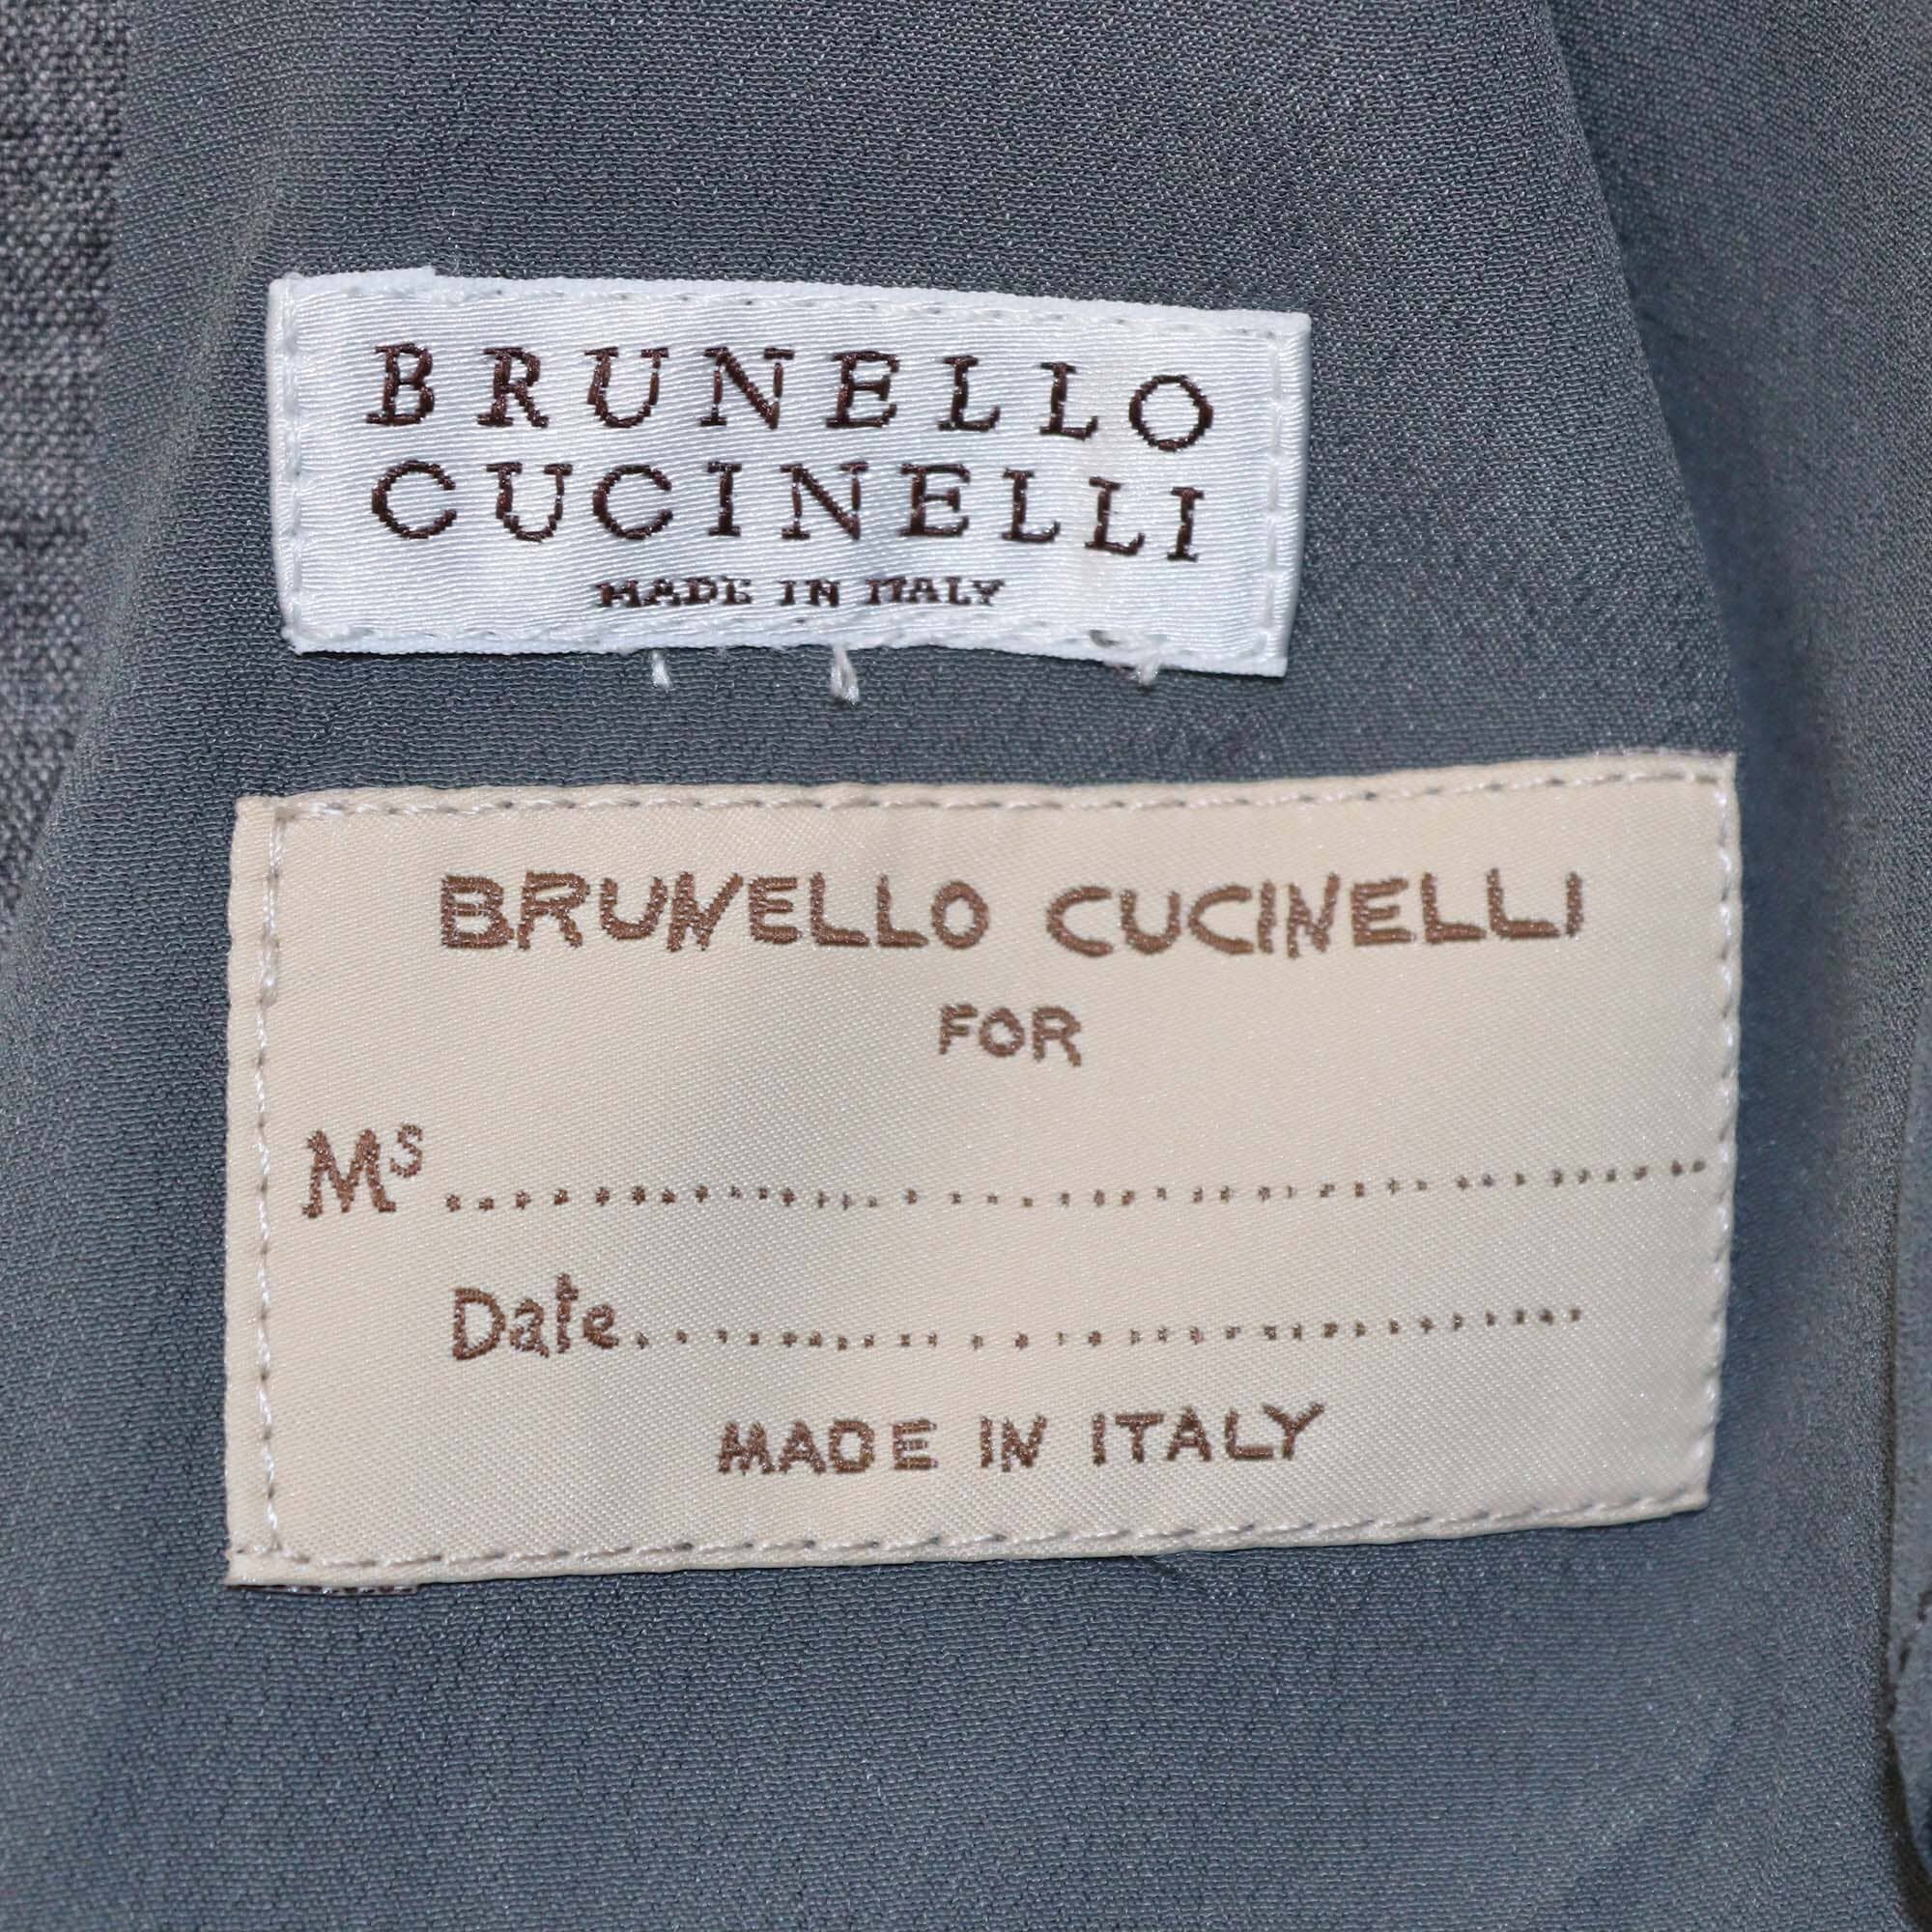 BRUNELLO
CUCINELLI
MADE IN ITALY
BRUNELLO CUCINELLI
FOR
Ms..........................................
Date..........................................
MADE IN ITALY